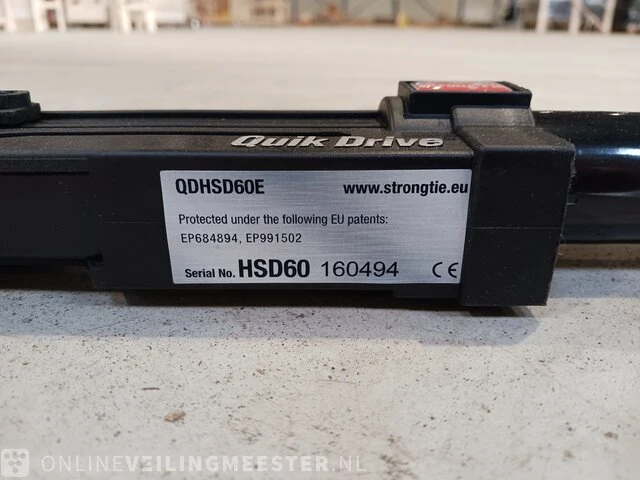 Quik Drive
QDHSD60E www.strongtie.eu
Protected under the following EU patents:
EP684894, EP991502
Serial No. HSD60 160494 CE
ONLINEVEILINGMEESTER.NL